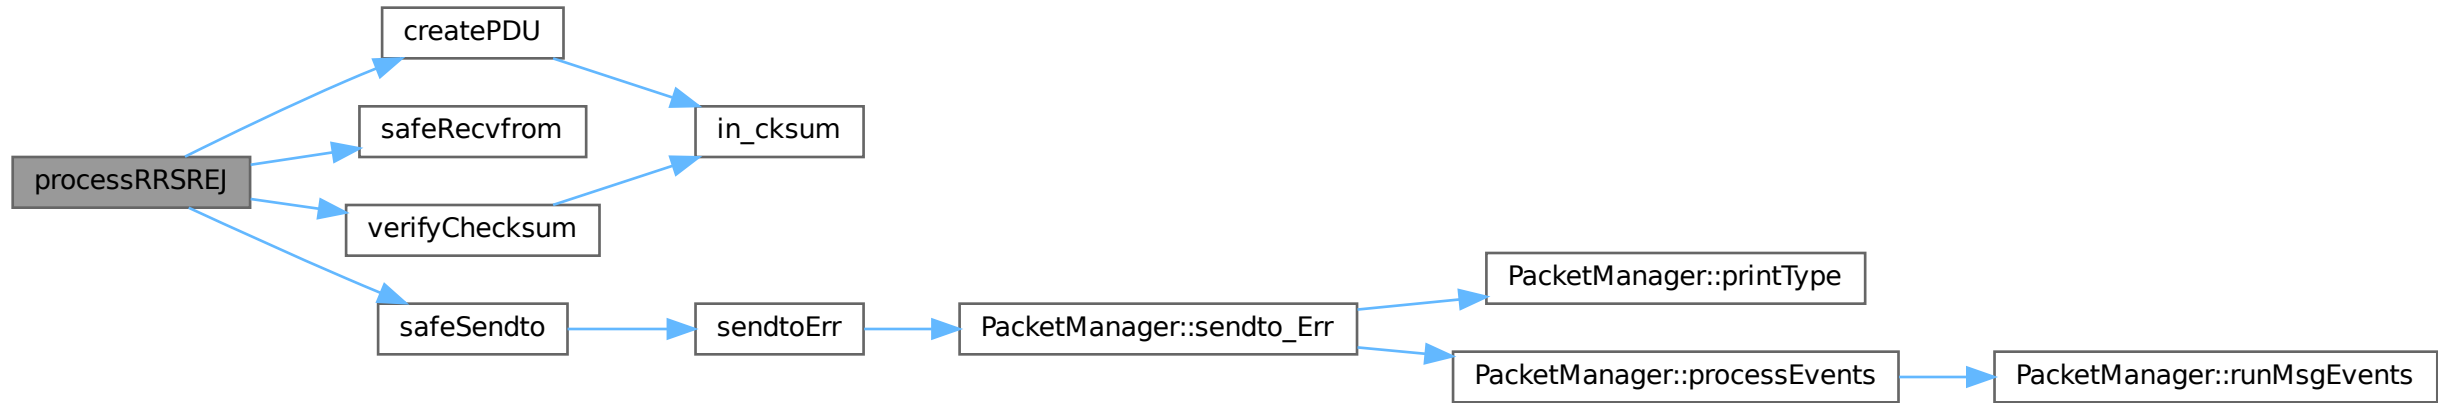 createPDU
safeRecvfrom
in_cksum
processRRSREJ
verifyChecksum
PacketManager::printType
safeSendto
sendtoErr
PacketManager::sendto_Err
PacketManager::processEvents
PacketManager::runMsgEvents